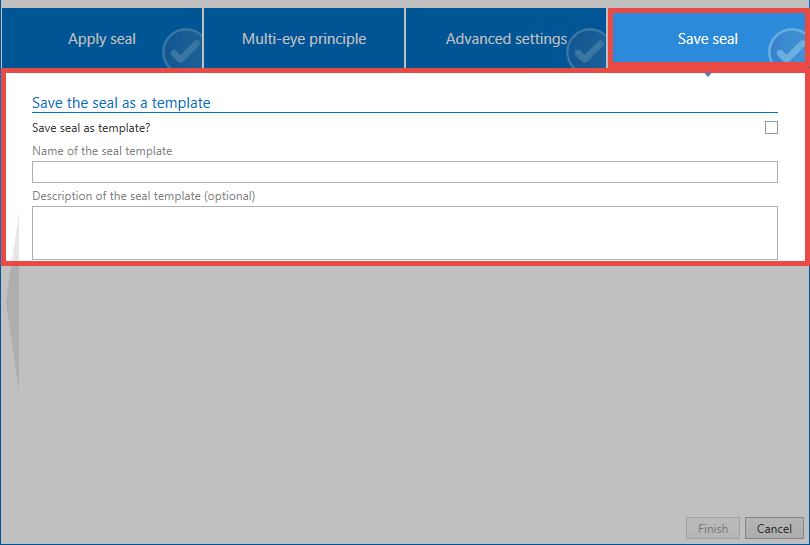 Apply seal
Multi-eye principle
Advanced settings
Save seal
Save the seal as a template
Save seal as template?
Name of the seal template
Description of the seal template (optional)
Finish
Cancel